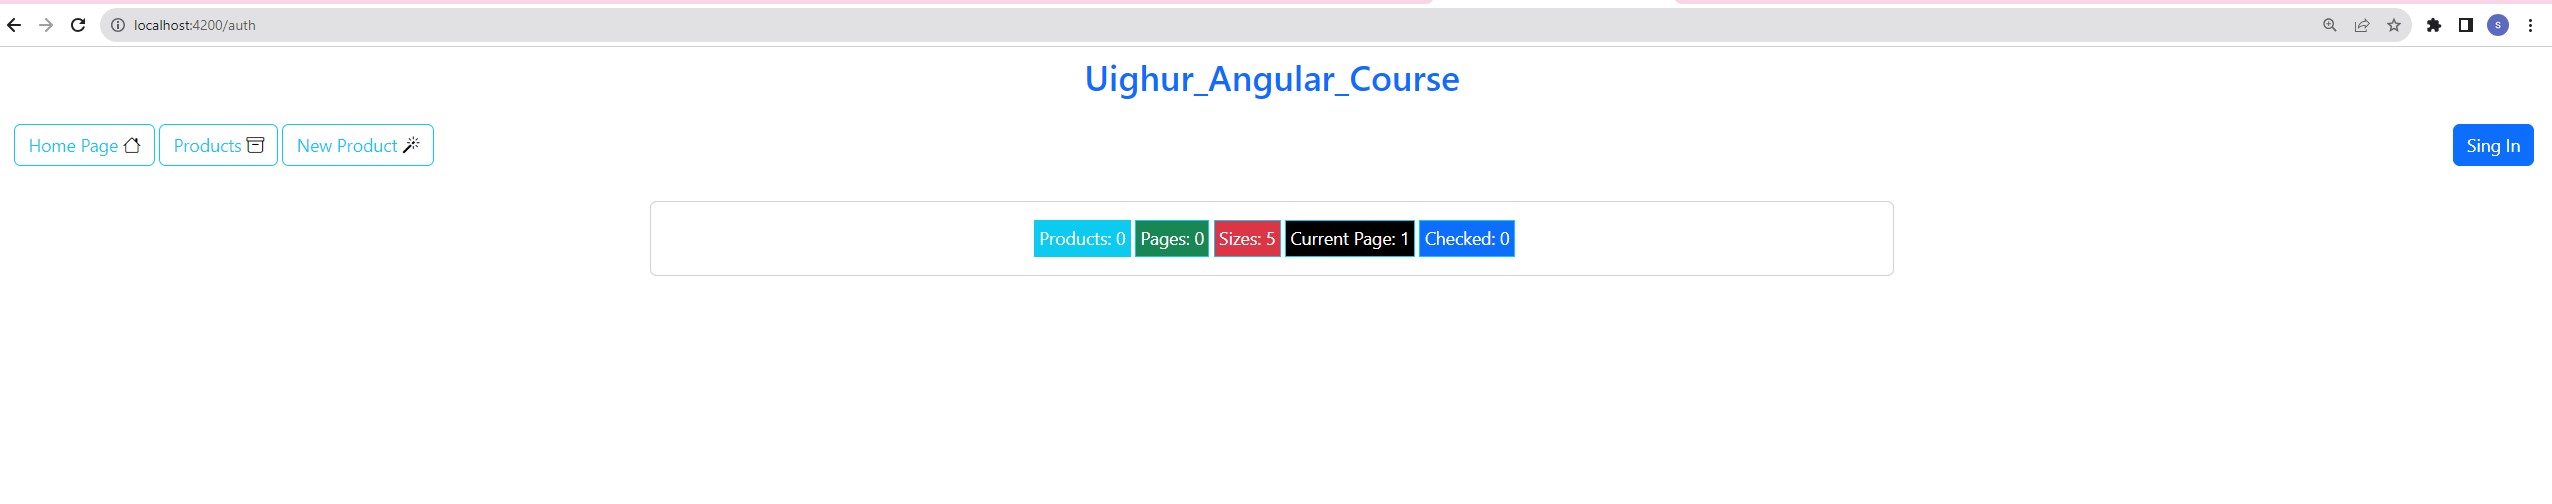 localhost:4200/auth
S
Uighur_Angular_Course
Home Page Products New Product Sing In
Products: 0 Pages: 0 Sizes: 5 Current Page: 1 Checked: 0